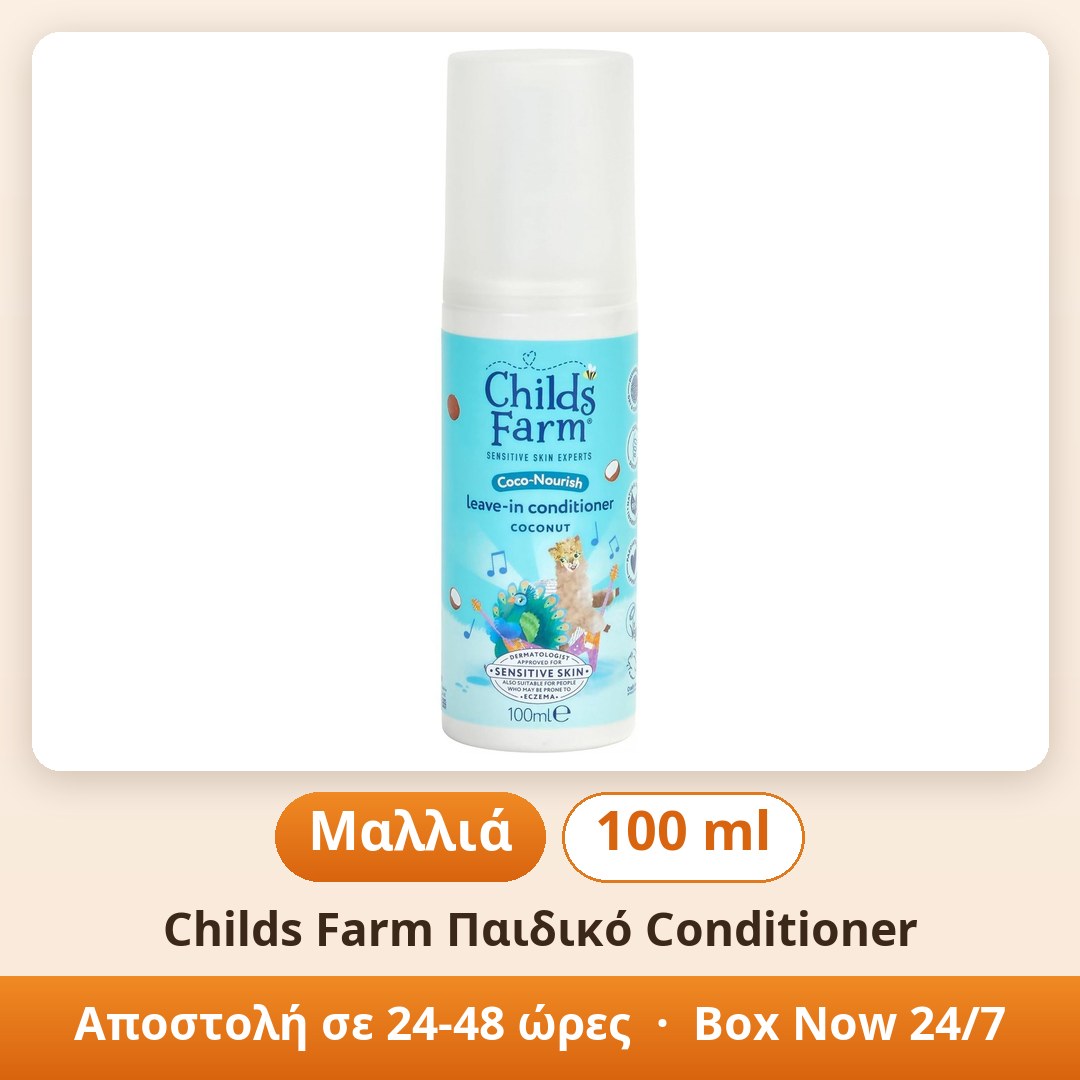 Childs
Farm®
SENSITIVE SKIN EXPERTS
Coco-Nourish
leave-in conditioner
COCONUT
DERMATOLOGIST
APPROVED FOR
•SENSITIVE SKIN•
ALSO SUITABLE FOR PEOPLE
WHO MAY BE PRONE TO
•ECZEMA•
100ml℮
Μαλλιά
100 ml
Childs Farm Παιδικό Conditioner
Αποστολή σε 24-48 ώρες · Box Now 24/7